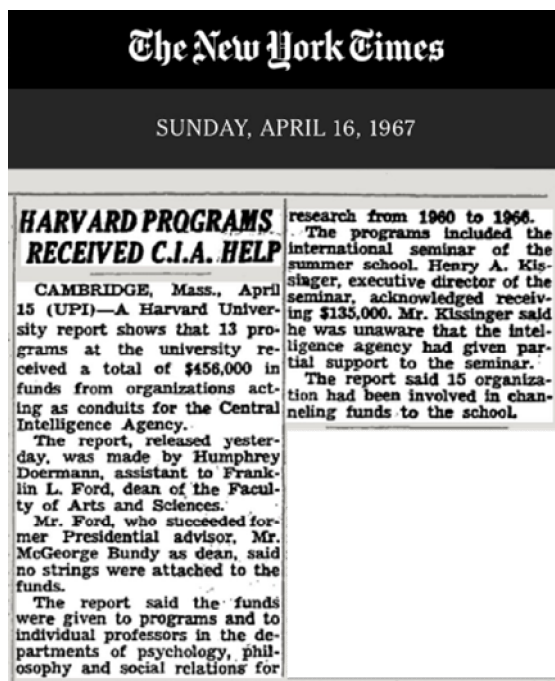 The New York Times
SUNDAY, APRIL 16, 1967
HARVARD PROGRAMS
RECEIVED C.I.A. HELP
CAMBRIDGE, Mass., April
15 (UPI)—A Harvard Univer-
sity report shows that 13 pro-
grams at the university re-
ceived a total of $456,000 in
funds from organizations act-
ing as conduits for the Central
Intelligence Agency.
The report, released yester-
day, was made by Humphrey
Doermann, assistant to Frank-
lin L. Ford, dean of the Facul-
ty of Arts and Sciences.
Mr. Ford, who succeeded for-
mer Presidential advisor, Mr.
McGeorge Bundy as dean, said
no strings were attached to the
funds.
The report said the funds
were given to programs and to
individual professors in the de-
partments of psychology, phil-
osophy and social relations for
research from 1960 to 1966.
The programs included the
international seminar of the
summer school. Henry A. Kis-
singer, executive director of the
seminar, acknowledged receiv-
ing $135,000. Mr. Kissinger said
he was unaware that the intel-
ligence agency had given par-
tial support to the seminar.
The report said 15 organiza-
tion had been involved in chan-
neling funds to the school.